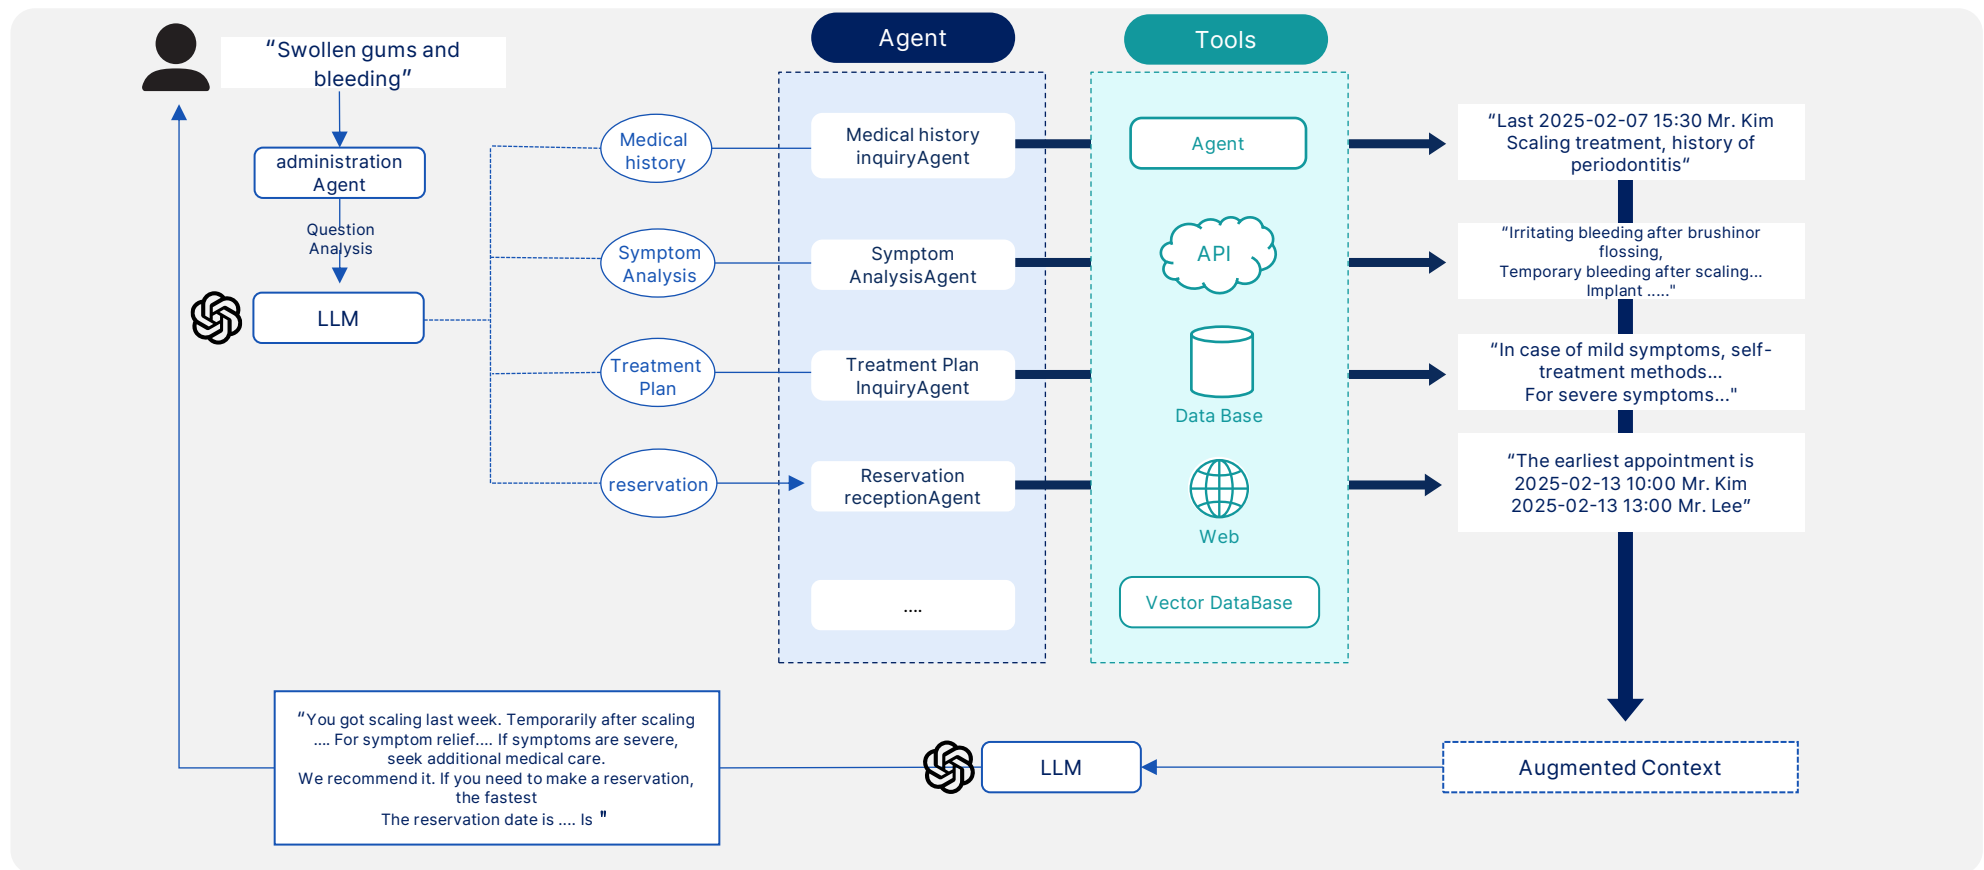 “Swollen gums and
bleeding”
Agent
Tools
administration
Agent
Question
Analysis
LLM
Medical
history
Symptom
Analysis
Treatment
Plan
reservation
Medical history
inquiryAgent
Symptom
AnalysisAgent
Treatment Plan
InquiryAgent
Reservation
receptionAgent
....
Agent
API
Data Base
Web
Vector DataBase
“Last 2025-02-07 15:30 Mr. Kim
Scaling treatment, history of
periodontitis“
“Irritating bleeding after brushinor
flossing,
Temporary bleeding after scaling...
Implant ....."
“In case of mild symptoms, self-
treatment methods...
For severe symptoms..."
“The earliest appointment is
2025-02-13 10:00 Mr. Kim
2025-02-13 13:00 Mr. Lee”
Augmented Context
LLM
“You got scaling last week. Temporarily after scaling
.... For symptom relief.... If symptoms are severe,
seek additional medical care.
We recommend it. If you need to make a reservation,
the fastest
The reservation date is .... Is "